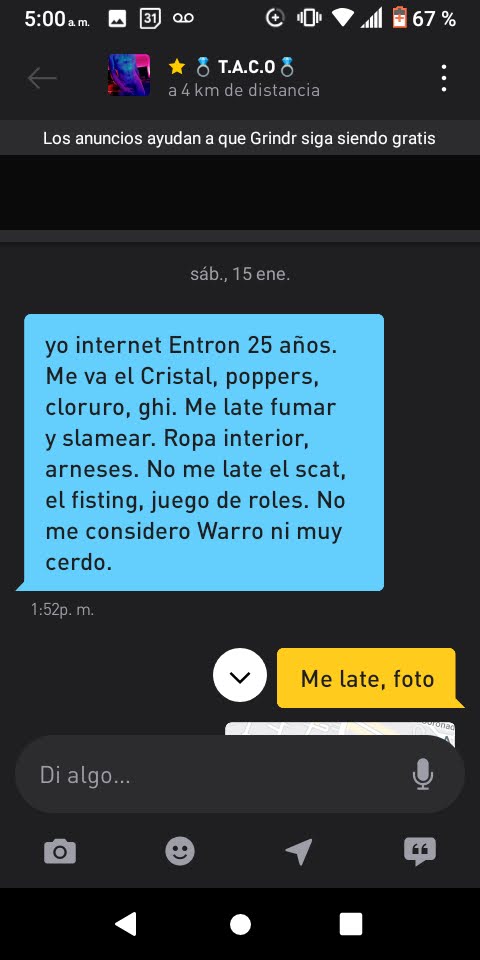 5:00 a. m. 31 67 %
T.A.C.O
a 4 km de distancia
Los anuncios ayudan a que Grindr siga siendo gratis
sáb., 15 ene.
yo internet Entron 25 años.
Me va el Cristal, poppers,
cloruro, ghi. Me late fumar
y slamear. Ropa interior,
arneses. No me late el scat,
el fisting, juego de roles. No
me considero Warro ni muy
cerdo.
1:52p. m.
Me late, foto
Di algo...